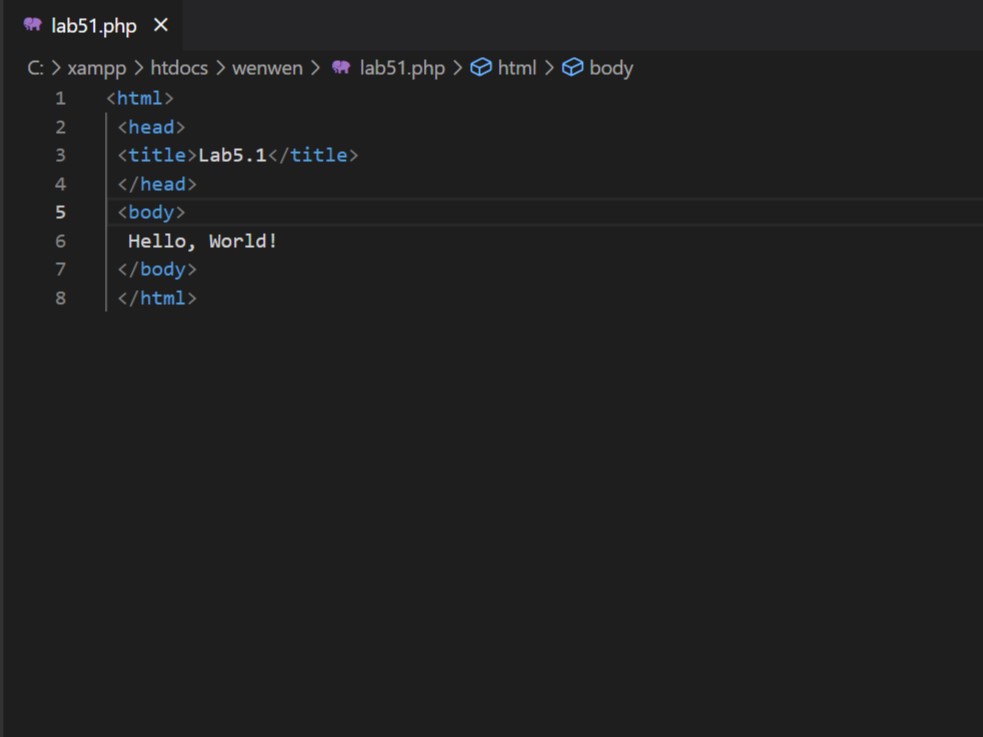 lab51.php
C: > xampp > htdocs > wenwen > lab51.php > html > body
1 <html>
2 <head>
3 <title>Lab5.1</title>
4 </head>
5 <body>
6 Hello, World!
7 </body>
8 </html>